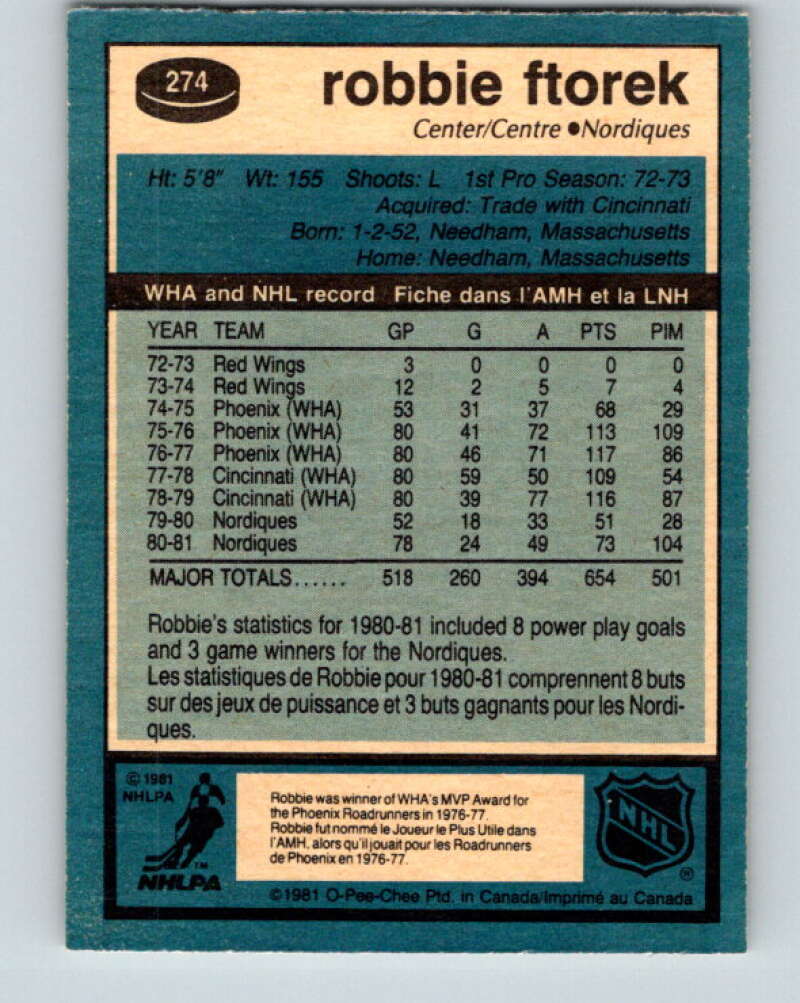 274
robbie ftorek
Center/Centre ●Nordiques
Ht: 5'8" Wt: 155 Shoots: L 1st Pro Season: 72-73
Acquired: Trade with Cincinnati
Born: 1-2-52, Needham, Massachusetts
Home: Needham, Massachusetts
WHA and NHL record Fiche dans l'AMH et la LNH
YEAR TEAM GP G A PTS PIM
72-73 Red Wings 3 0 0 0 0
73-74 Red Wings 12 2 5 7 4
74-75 Phoenix (WHA) 53 31 37 68 29
75-76 Phoenix (WHA) 80 41 72 113 109
76-77 Phoenix (WHA) 80 46 71 117 86
77-78 Cincinnati (WHA) 80 59 50 109 54
78-79 Cincinnati (WHA) 80 39 77 116 87
79-80 Nordiques 52 18 33 51 28
80-81 Nordiques 78 24 49 73 104
MAJOR TOTALS...... 518 260 394 654 501
Robbie's statistics for 1980-81 included 8 power play goals
and 3 game winners for the Nordiques.
Les statistiques de Robbie pour 1980-81 comprennent 8 buts
sur des jeux de puissance et 3 buts gagnants pour les Nordi-
ques.
© 1981
NHLPA
TM
NHLPA
Robbie was winner of WHA's MVP Award for
the Phoenix Roadrunners in 1976-77.
Robbie fut nommé le Joueur le Plus Utile dans
l'AMH, alors qu'il jouait pour les Roadrunners
de Phoenix en 1976-77.
NHL
®
©1981 O-Pee-Chee Ptd. in Canada/Imprimé au Canada